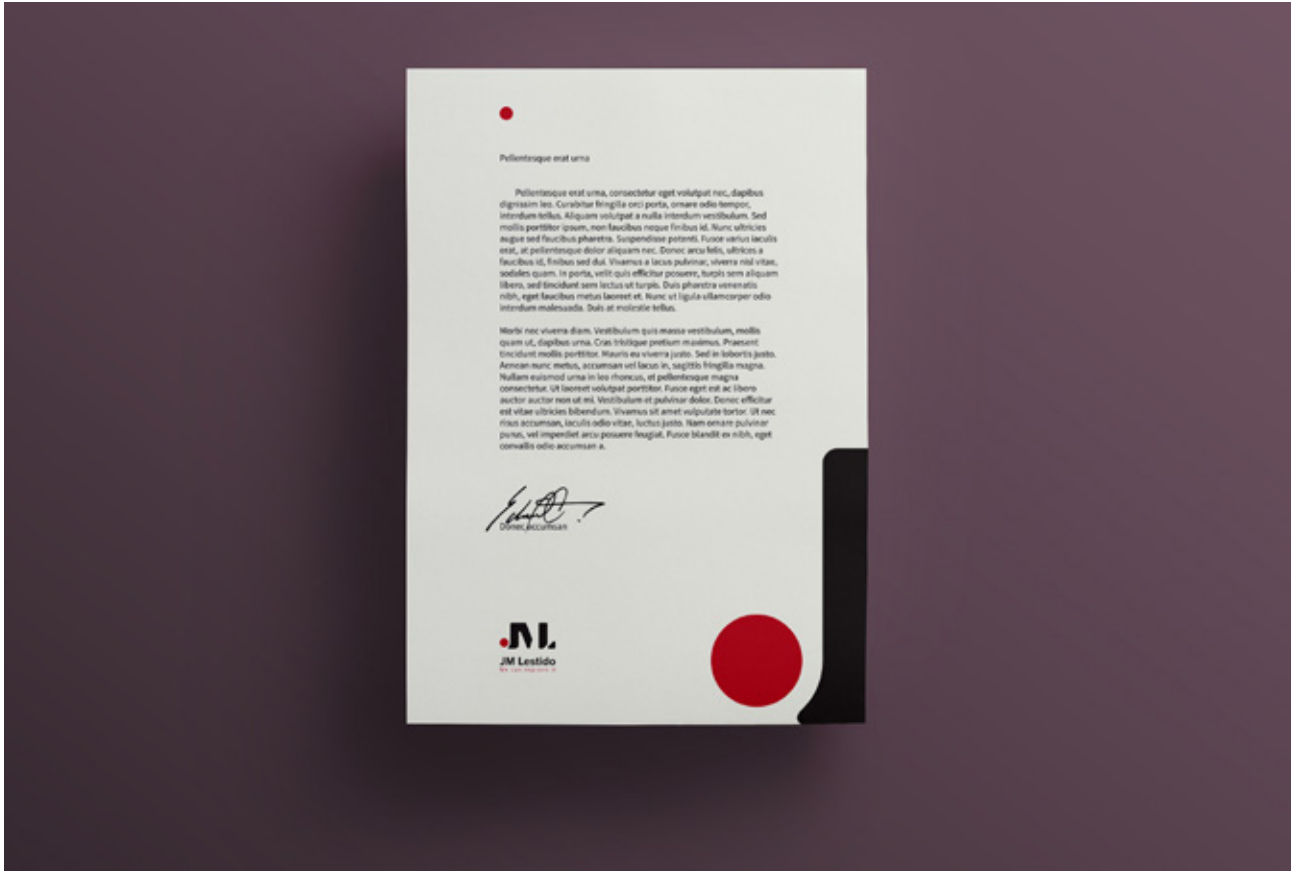 Pellentesque erat urna
Pellentesque erat urna, consectetur eget volutpat nec, dapibus
dignissim leo. Curabitur fringilla orci porta, ornare odio tempor,
interdum tellus. Aliquam volutpat a nulla interdum vestibulum. Sed
mollis porttitor ipsum, non faucibus neque finibus id. Nunc ultricies
augue sed faucibus pharetra. Suspendisse potenti. Fusce varius iaculis
erat, at pellentesque dolor aliquam nec. Donec arcu felis, ultrices a
faucibus id, finibus sed dui. Vivamus a lacus pulvinar, viverra nisl vitae,
sodales quam. In porta, velit quis efficitur posuere, turpis sem aliquam
libero, sed tincidunt sem lectus ut turpis. Duis pharetra venenatis
nibh, eget faucibus metus laoreet et. Nunc ut ligula ullamcorper odio
interdum malesuada. Duis at molestie tellus.
Morbi nec viverra diam. Vestibulum quis massa vestibulum, mollis
quam ut, dapibus urna. Cras tristique pretium maximus. Praesent
tincidunt mollis porttitor. Mauris eu viverra justo. Sed in lobortis justo.
Aenean nunc metus, accumsan vel lacus in, sagittis fringilla magna.
Nullam euismod urna in leo rhoncus, et pellentesque magna
consectetur. Ut laoreet volutpat porttitor. Fusce eget est ac libero
auctor auctor non ut mi. Vestibulum et pulvinar dolor. Donec efficitur
est vitae ultricies bibendum. Vivamus sit amet vulputate tortor. Ut nec
risus accumsan, iaculis odio vitae, luctus justo. Nam ornare pulvinar
purus, vel imperdiet arcu posuere feugiat. Fusce blandit ex nibh, eget
convallis odio accumsan a.
Donec accumsan
JML
JM Lestido